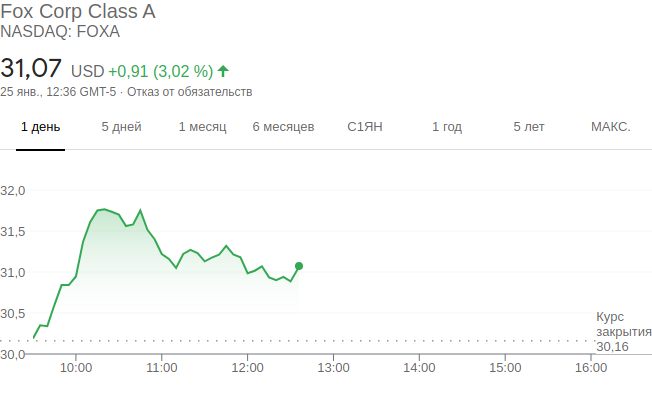 Fox Corp Class A
NASDAQ: FOXA
31,07 USD +0,91 (3,02 %)
25 янв., 12:36 GMT-5 · Отказ от обязательств
1 день 5 дней 1 месяц 6 месяцев С1ЯН 1 год 5 лет МАКС.
32,0
31,5
31,0
30,5
Курс
закрытия
30,16
30,0
10:00 11:00 12:00 13:00 14:00 15:00 16:00